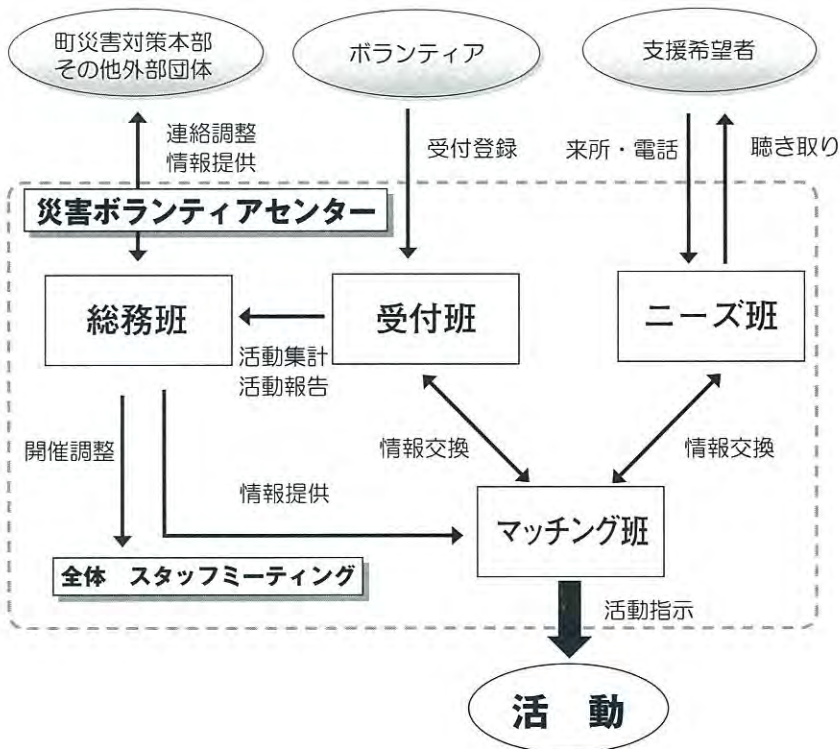 町災害対策本部
その他外部団体
ボランティア
支援希望者
連絡調整
情報提供
受付登録
来所・電話
聴き取り
災害ボランティアセンター
総務班
受付班
ニーズ班
活動集計
活動報告
開催調整
情報交換
情報交換
情報提供
マッチング班
全体　スタッフミーティング
活動指示
活　動